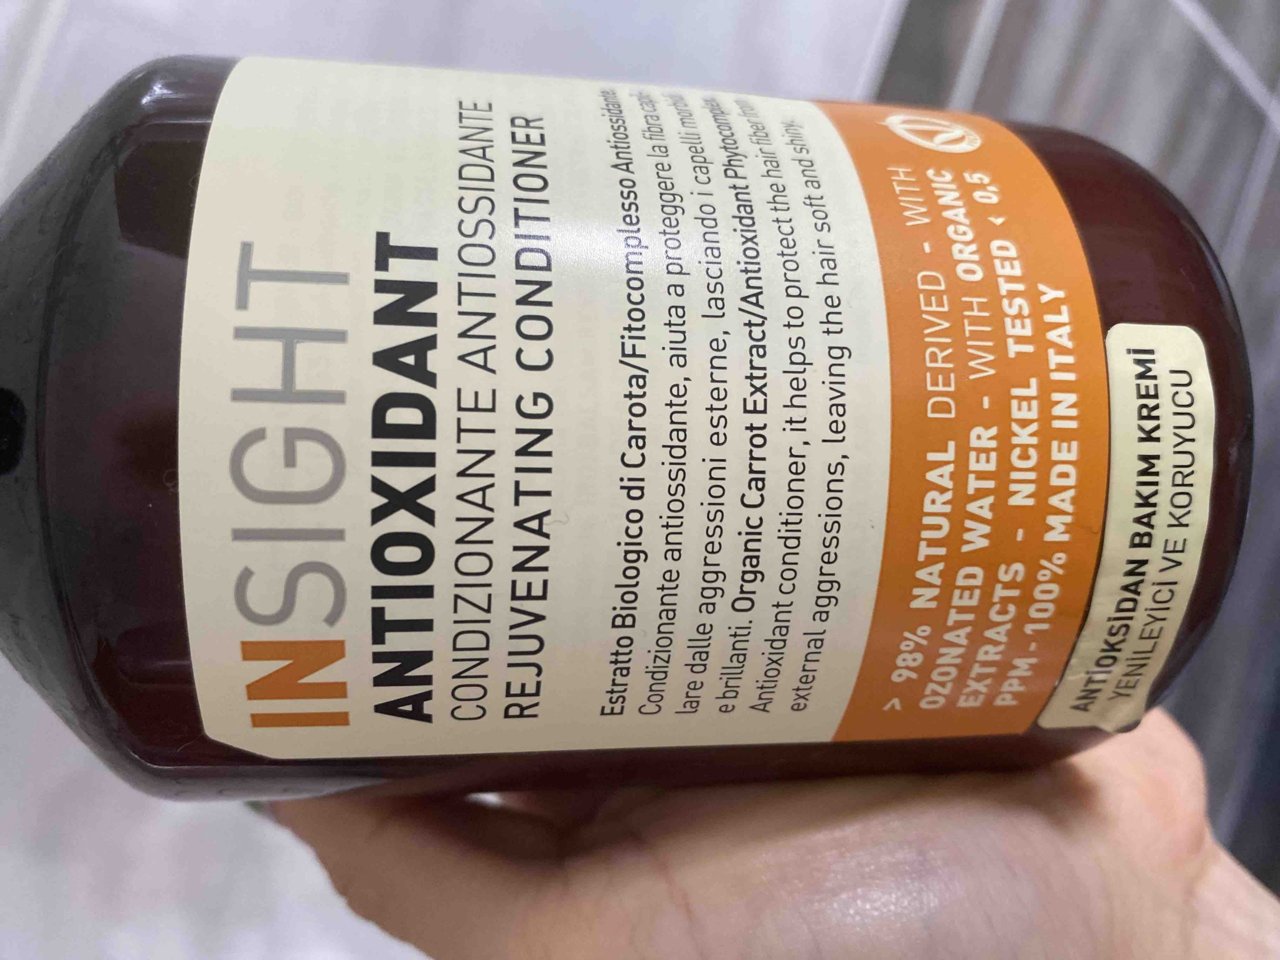 INSIGHT
ANTIOXIDANT
CONDIZIONANTE ANTIOSSIDANTE
REJUVENATING CONDITIONER
Estratto Biologico di Carota/Fitocomplesso Antiossidante.
Condizionante antiossidante, aiuta a proteggere la fibra capil-
lare dalle aggressioni esterne, lasciando i capelli morbidi
e brillanti. Organic Carrot Extract/Antioxidant Phytocomplex
Antioxidant conditioner, it helps to protect the hair fiber from
external aggressions, leaving the hair soft and shiny.
> 98% NATURAL DERIVED - WITH
OZONATED WATER - WITH ORGANIC
EXTRACTS - NICKEL TESTED < 0,5
PPM - 100% MADE IN ITALY
ANTİOKSİDAN BAKIM KREMİ
YENİLEYİCİ VE KORUYUCU